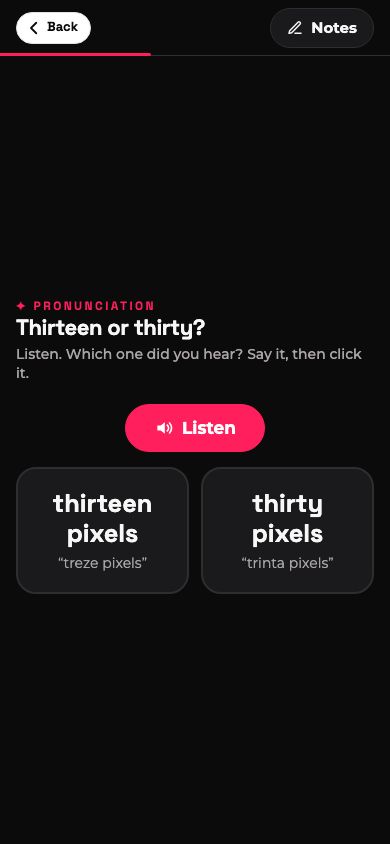 Back
Notes
✦ PRONUNCIATION
Thirteen or thirty?
Listen. Which one did you hear? Say it, then click
it.
Listen
thirteen
pixels
“treze pixels”
thirty
pixels
“trinta pixels”